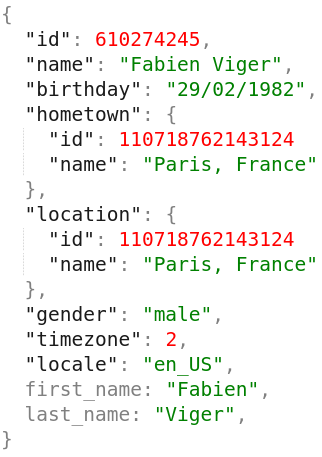 {
  "id": 610274245,
  "name": "Fabien Viger",
  "birthday": "29/02/1982",
  "hometown": {
    "id": 110718762143124
    "name": "Paris, France"
  },
  "location": {
    "id": 110718762143124
    "name": "Paris, France"
  },
  "gender": "male",
  "timezone": 2,
  "locale": "en_US",
  first_name: "Fabien",
  last_name: "Viger",
}